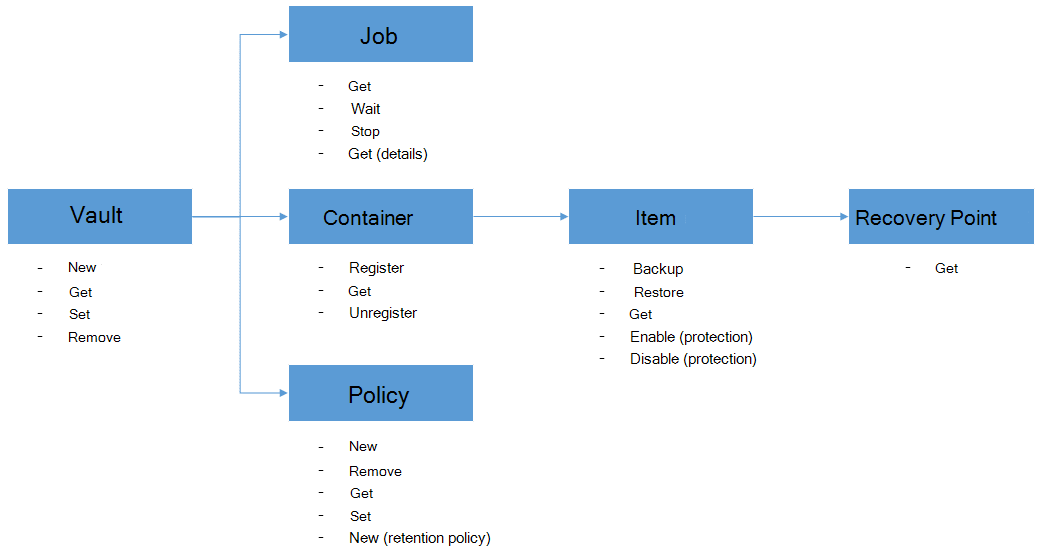 Job
- Get
- Wait
- Stop
- Get (details)
Vault
- New
- Get
- Set
- Remove
Container
- Register
- Get
- Unregister
Item
- Backup
- Restore
- Get
- Enable (protection)
- Disable (protection)
Recovery Point
- Get
Policy
- New
- Remove
- Get
- Set
- New (retention policy)